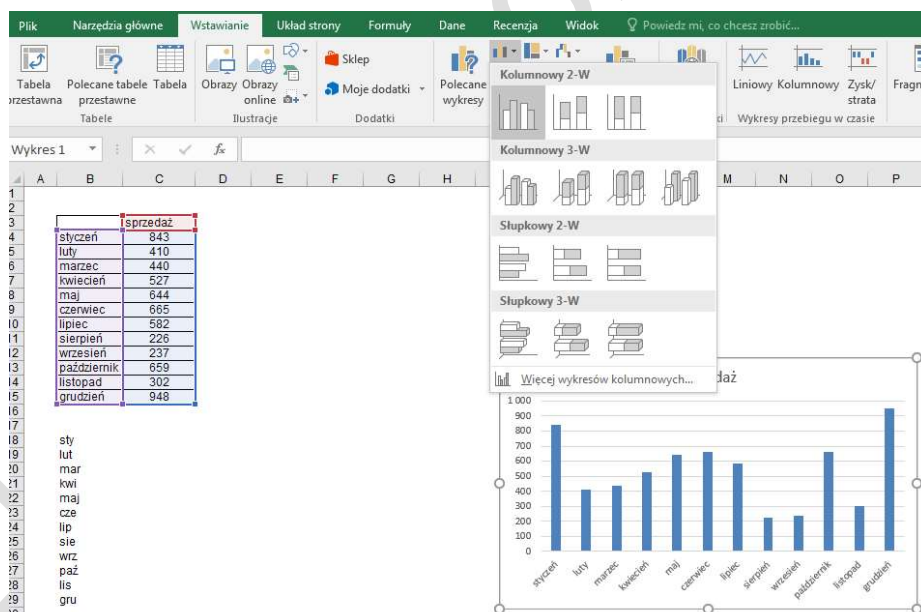 Plik Narzędzia główne Wstawianie Układ strony Formuły Dane Recenzja Widok Powiedz mi, co chcesz zrobić...
Tabela
przestawna
Polecane tabele
przestawne
Tabela
Tabele
Obrazy
Obrazy
online
Ilustracje
Sklep
Moje dodatki
Dodatki
Polecane
wykresy
Liniowy Kolumnowy Zysk/
strata
Wykresy przebiegu w czasie
Kolumnowy 2-W
Kolumnowy 3-W
Słupkowy 2-W
Słupkowy 3-W
Więcej wykresów kolumnowych...
Wykres 1
fx
A B C D E F G H M N O P
sprzedaż
styczeń 843
luty 410
marzec 440
kwiecień 527
maj 644
czerwiec 665
lipiec 582
sierpień 226
wrzesień 237
październik 659
listopad 302
grudzień 948
sty
lut
mar
kwi
maj
cze
lip
sie
wrz
paź
lis
gru
daż
1 000
900
800
700
600
500
400
300
200
100
0
styczeń luty marzec kwiecień maj czerwiec lipiec sierpień wrzesień październik listopad grudzień